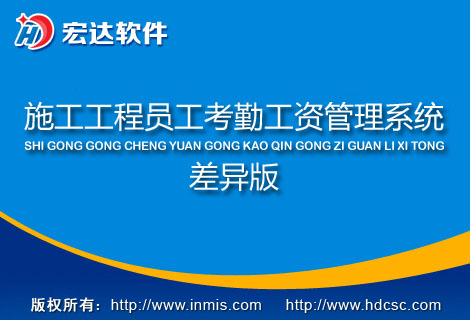 宏达软件
施工工程员工考勤工资管理系统
SHI GONG GONG CHENG YUAN GONG KAO QIN GONG ZI GUAN LI XI TONG
差异版
版权所有：http://www.inmis.com http://www.hdcsc.com